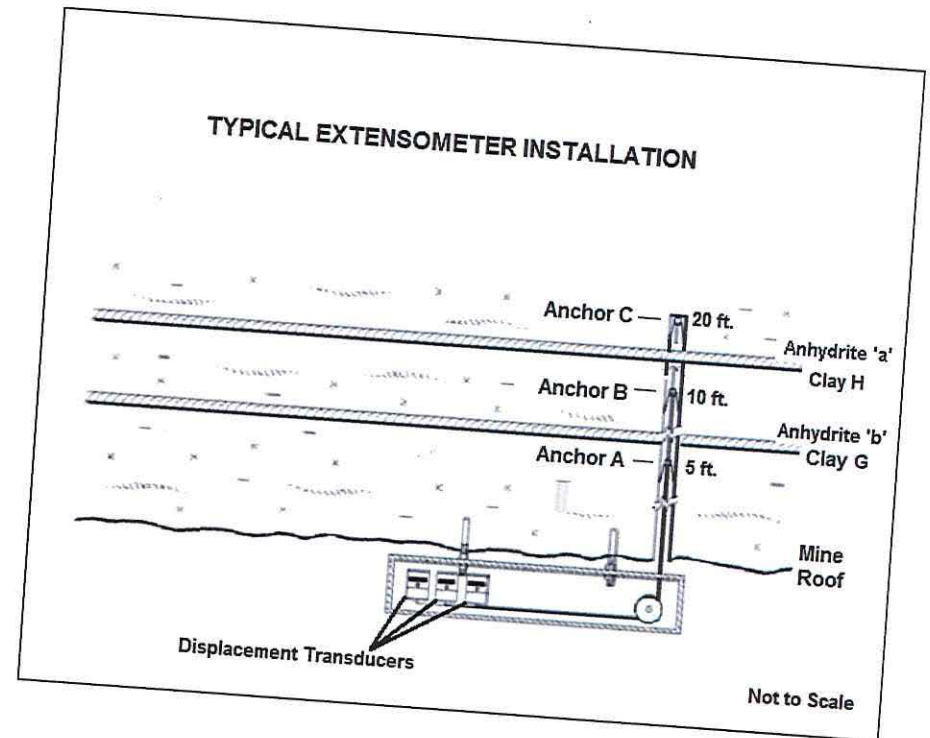 TYPICAL EXTENSOMETER INSTALLATION
Anchor C
20 ft.
Anhydrite 'a'
Clay H
Anchor B
10 ft.
Anhydrite 'b'
Clay G
Anchor A
5 ft.
Mine
Roof
Displacement Transducers
Not to Scale